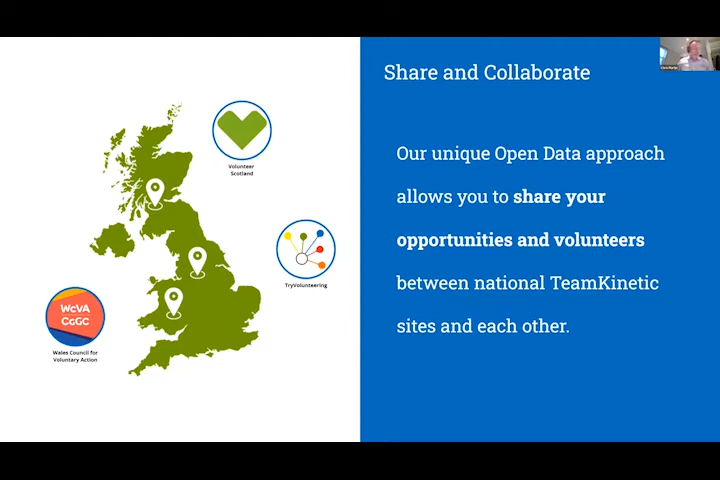 Share and Collaborate
Our unique Open Data approach
allows you to share your
opportunities and volunteers
between national TeamKinetic
sites and each other.
Volunteer
Scotland
TryVolunteering
WCVA
CGGC
Wales Council for
Voluntary Action